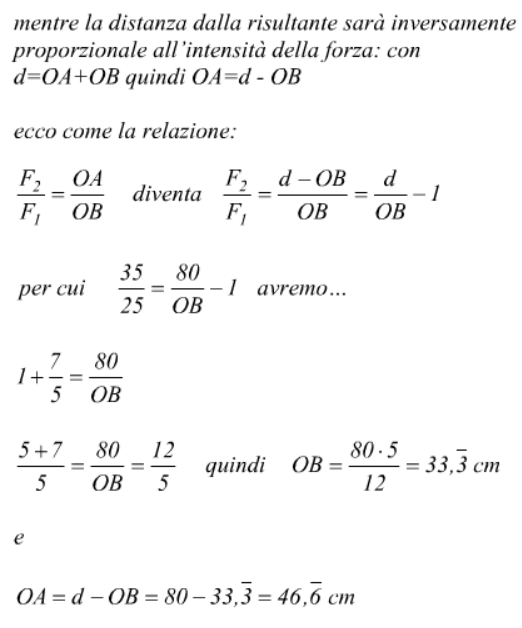 mentre la distanza dalla risultante sarà inversamente
proporzionale all'intensità della forza: con
d=OA+OB quindi OA=d - OB
ecco come la relazione:
F₂/F₁ = OA/OB diventa F₂/F₁ = (d − OB)/OB = d/OB − 1
per cui 35/25 = 80/OB − 1 avremo...
1 + 7/5 = 80/OB
(5 + 7)/5 = 80/OB = 12/5 quindi OB = (80 · 5)/12 = 33,3̅ cm
e
OA = d − OB = 80 − 33,3̅ = 46,6̅ cm